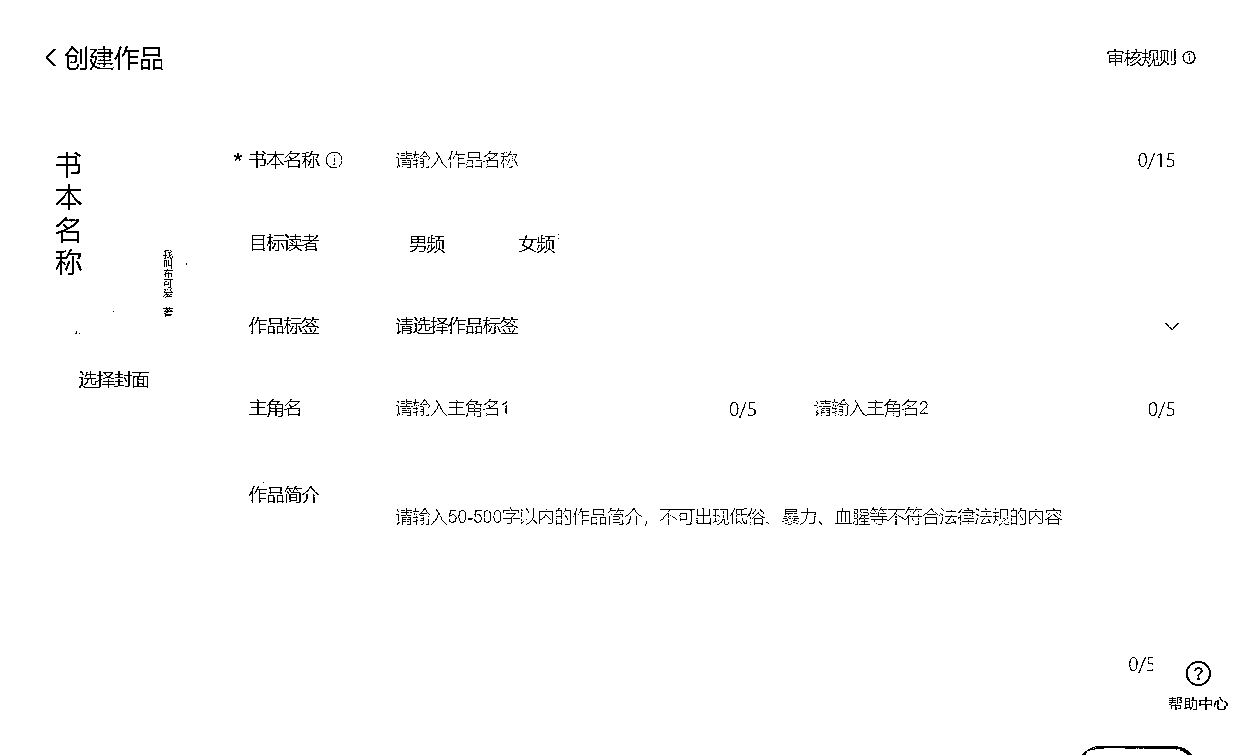 创建作品
审核规则
书本名称
我叫布可爱 著
选择封面
* 书本名称
请输入作品名称
0/15
目标读者
男频
女频
作品标签
请选择作品标签
主角名
请输入主角名1
0/5
请输入主角名2
0/5
作品简介
请输入50-500字以内的作品简介，不可出现低俗、暴力、血腥等不符合法律法规的内容
0/5
帮助中心